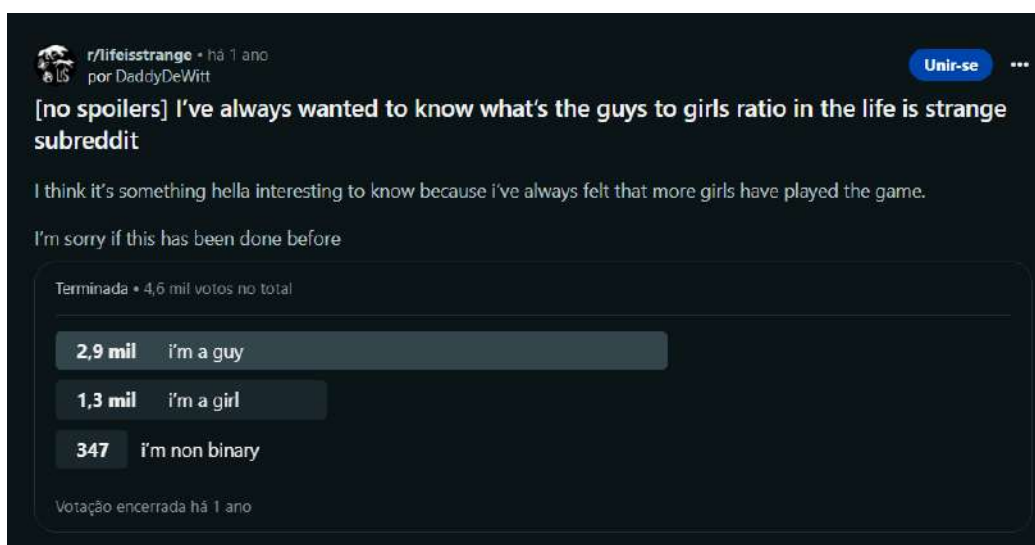 r/lifeisstrange • há 1 ano
LIS
por DaddyDeWitt
Unir-se
[no spoilers] I've always wanted to know what's the guys to girls ratio in the life is strange
subreddit
I think it's something hella interesting to know because i've always felt that more girls have played the game.
I'm sorry if this has been done before
Terminada • 4,6 mil votos no total
2,9 mil i'm a guy
1,3 mil i'm a girl
347 i'm non binary
Votação encerrada há 1 ano